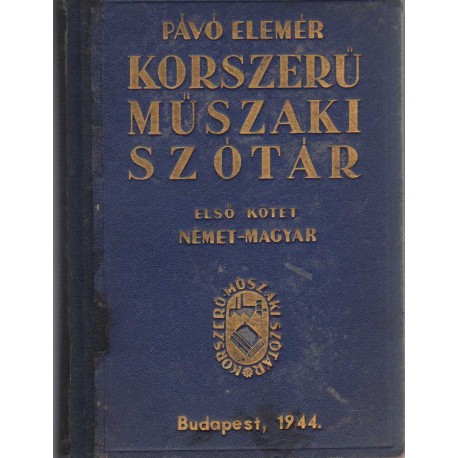 PÁVÓ ELEMÉR
KORSZERŰ
MŰSZAKI
SZÓTÁR
ELSŐ KÖTET
NÉMET-MAGYAR
KORSZERŰ·MŰSZAKI SZÓTÁR
Budapest, 1944.